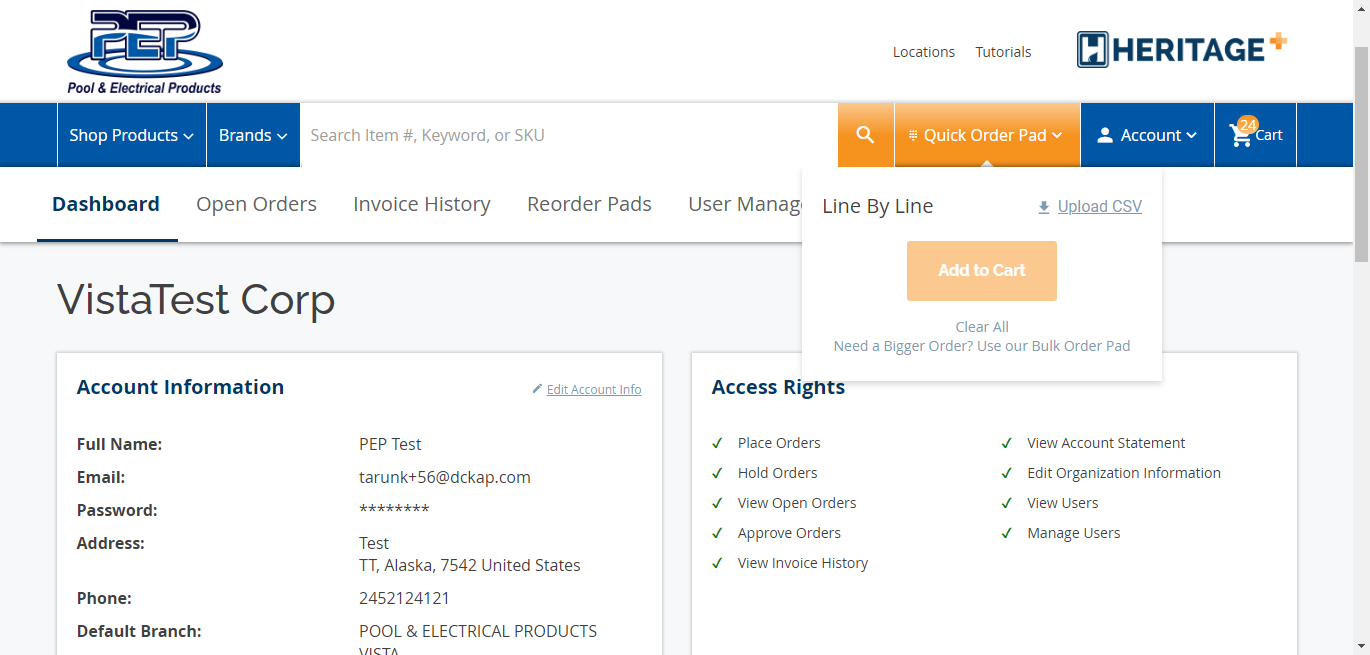 PEP
Pool & Electrical Products
Locations
Tutorials
HERITAGE+
Shop Products
Brands
Search Item #, Keyword, or SKU
Quick Order Pad
Account
24
Cart
Dashboard
Open Orders
Invoice History
Reorder Pads
User Manage
Line By Line
Upload CSV
Add to Cart
Clear All
Need a Bigger Order? Use our Bulk Order Pad
VistaTest Corp
Account Information
Edit Account Info
Full Name: PEP Test
Email: tarunk+56@dckap.com
Password: ********
Address: Test
TT, Alaska, 7542 United States
Phone: 2452124121
Default Branch: POOL & ELECTRICAL PRODUCTS
VISTA
Access Rights
Place Orders
Hold Orders
View Open Orders
Approve Orders
View Invoice History
View Account Statement
Edit Organization Information
View Users
Manage Users